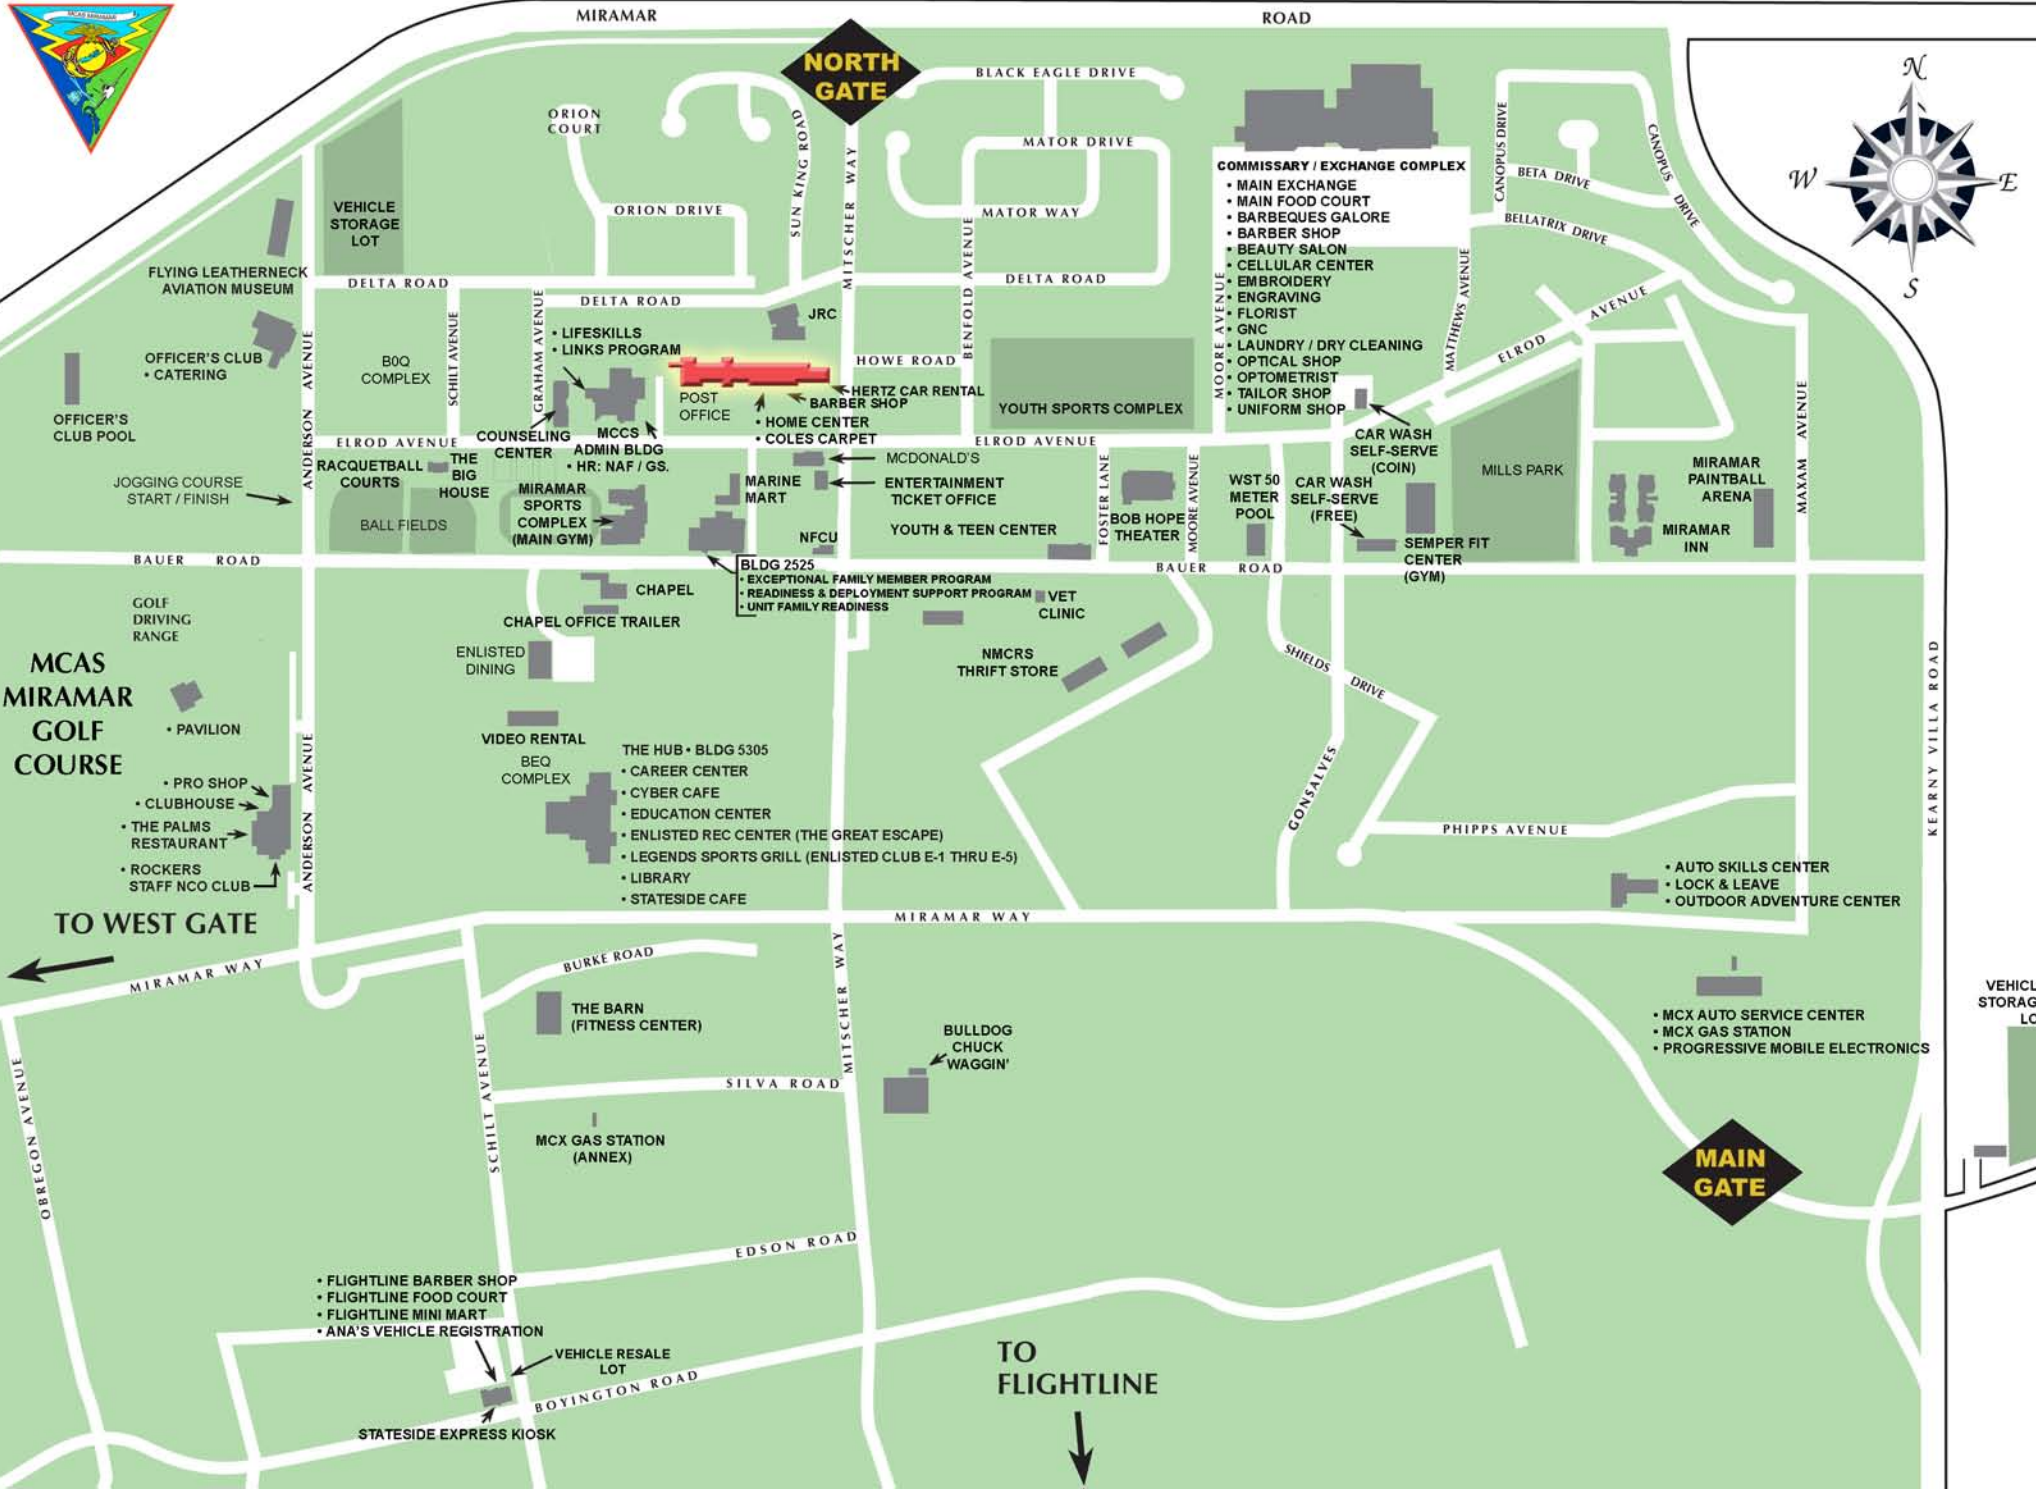 MCAS MIRAMAR
MIRAMAR ROAD
NORTH
GATE
BLACK EAGLE DRIVE
ORION
COURT
SUN KING ROAD
MITSCHER WAY
MATOR DRIVE
ORION DRIVE
MATOR WAY
BENFOLD AVENUE
CANOPUS DRIVE
CANOPUS DRIVE
BETA DRIVE
BELLATRIX DRIVE
N
W
E
S
COMMISSARY / EXCHANGE COMPLEX
• MAIN EXCHANGE
• MAIN FOOD COURT
• BARBEQUES GALORE
• BARBER SHOP
• BEAUTY SALON
• CELLULAR CENTER
• EMBROIDERY
• ENGRAVING
• FLORIST
• GNC
• LAUNDRY / DRY CLEANING
• OPTICAL SHOP
• OPTOMETRIST
• TAILOR SHOP
• UNIFORM SHOP
MOORE AVENUE
MATTHEWS AVENUE
VEHICLE
STORAGE
LOT
FLYING LEATHERNECK
AVIATION MUSEUM
DELTA ROAD
DELTA ROAD
DELTA ROAD
JRC
OFFICER'S CLUB
• CATERING
OFFICER'S
CLUB POOL
ANDERSON AVENUE
B0Q
COMPLEX
SCHILT AVENUE
GRAHAM AVENUE
• LIFESKILLS
• LINKS PROGRAM
POST
OFFICE
HOWE ROAD
HERTZ CAR RENTAL
BARBER SHOP
• HOME CENTER
• COLES CARPET
YOUTH SPORTS COMPLEX
ELROD AVENUE
ELROD AVENUE
ELROD AVENUE
COUNSELING
CENTER
MCCS
ADMIN BLDG
• HR: NAF / GS.
CAR WASH
SELF-SERVE
(COIN)
MILLS PARK
MAXAM AVENUE
JOGGING COURSE
START / FINISH
RACQUETBALL
COURTS
THE
BIG
HOUSE
BALL FIELDS
MIRAMAR
SPORTS
COMPLEX
(MAIN GYM)
MARINE
MART
MCDONALD'S
ENTERTAINMENT
TICKET OFFICE
YOUTH & TEEN CENTER
NFCU
FOSTER LANE
BOB HOPE
THEATER
MOORE AVENUE
WST 50
METER
POOL
CAR WASH
SELF-SERVE
(FREE)
SEMPER FIT
CENTER
(GYM)
MIRAMAR
PAINTBALL
ARENA
MIRAMAR
INN
BAUER ROAD
BAUER ROAD
BLDG 2525
• EXCEPTIONAL FAMILY MEMBER PROGRAM
• READINESS & DEPLOYMENT SUPPORT PROGRAM
• UNIT FAMILY READINESS
VET
CLINIC
CHAPEL
CHAPEL OFFICE TRAILER
GOLF
DRIVING
RANGE
MCAS
MIRAMAR
GOLF
COURSE
• PAVILION
ENLISTED
DINING
NMCRS
THRIFT STORE
SHIELDS DRIVE
KEARNY VILLA ROAD
VIDEO RENTAL
BEQ
COMPLEX
THE HUB • BLDG 5305
• CAREER CENTER
• CYBER CAFE
• EDUCATION CENTER
• ENLISTED REC CENTER (THE GREAT ESCAPE)
• LEGENDS SPORTS GRILL (ENLISTED CLUB E-1 THRU E-5)
• LIBRARY
• STATESIDE CAFE
• PRO SHOP
• CLUBHOUSE
• THE PALMS
RESTAURANT
• ROCKERS
STAFF NCO CLUB
ANDERSON AVENUE
GONSALVES
PHIPPS AVENUE
• AUTO SKILLS CENTER
• LOCK & LEAVE
• OUTDOOR ADVENTURE CENTER
TO WEST GATE
MIRAMAR WAY
MIRAMAR WAY
BURKE ROAD
MITSCHER WAY
THE BARN
(FITNESS CENTER)
BULLDOG
CHUCK
WAGGIN'
• MCX AUTO SERVICE CENTER
• MCX GAS STATION
• PROGRESSIVE MOBILE ELECTRONICS
VEHICL
STORAG
LO
OBREGON AVENUE
SCHILT AVENUE
SILVA ROAD
MCX GAS STATION
(ANNEX)
MAIN
GATE
EDSON ROAD
• FLIGHTLINE BARBER SHOP
• FLIGHTLINE FOOD COURT
• FLIGHTLINE MINI MART
• ANA'S VEHICLE REGISTRATION
VEHICLE RESALE
LOT
BOYINGTON ROAD
STATESIDE EXPRESS KIOSK
TO
FLIGHTLINE